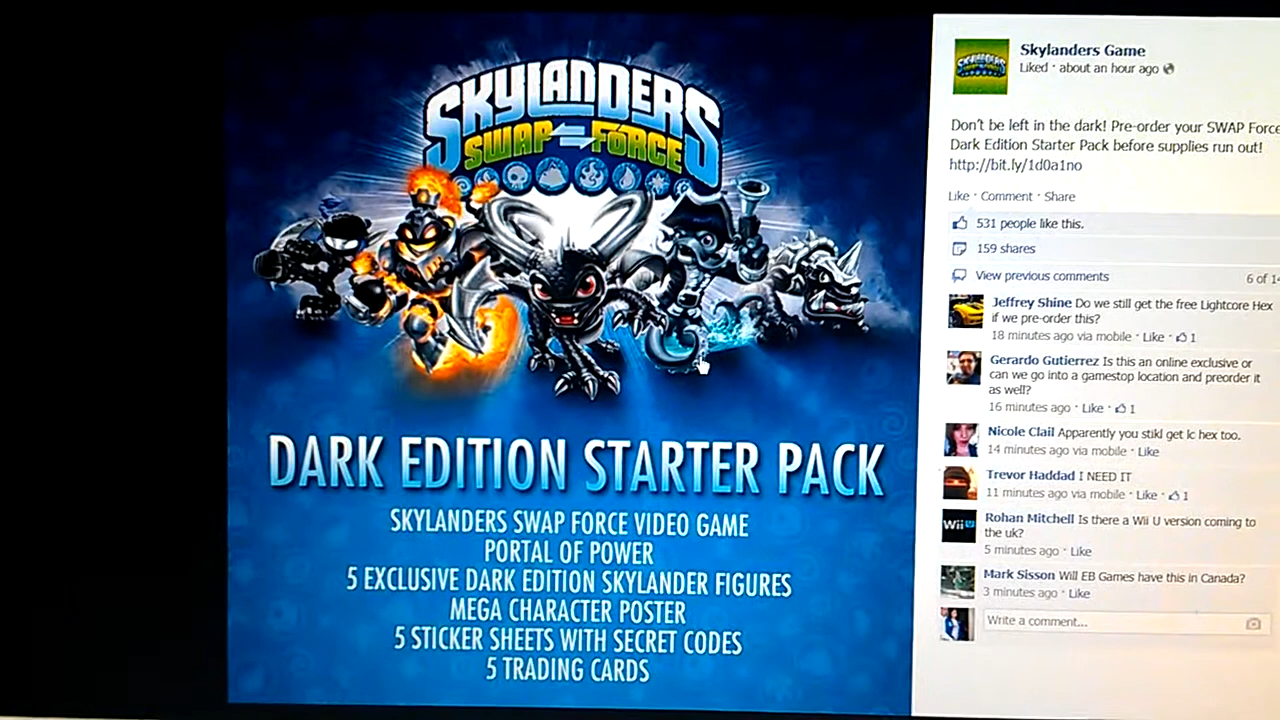 SKYLANDERS
SWAP FORCE
DARK EDITION STARTER PACK
SKYLANDERS SWAP FORCE VIDEO GAME
PORTAL OF POWER
5 EXCLUSIVE DARK EDITION SKYLANDER FIGURES
MEGA CHARACTER POSTER
5 STICKER SHEETS WITH SECRET CODES
5 TRADING CARDS
Skylanders Game
Liked · about an hour ago
Don't be left in the dark! Pre-order your SWAP Force
Dark Edition Starter Pack before supplies run out!
http://bit.ly/1d0a1no
Like · Comment · Share
531 people like this.
159 shares
View previous comments
6 of 1
Jeffrey Shine Do we still get the free Lightcore Hex
if we pre-order this?
18 minutes ago via mobile · Like · 1
Gerardo Gutierrez Is this an online exclusive or
can we go into a gamestop location and preorder it
as well?
16 minutes ago · Like · 1
Nicole Clail Apparently you stikl get lc hex too.
14 minutes ago via mobile · Like
Trevor Haddad I NEED IT
11 minutes ago via mobile · Like · 1
WiiU
Rohan Mitchell Is there a Wii U version coming to
the uk?
5 minutes ago · Like
Mark Sisson Will EB Games have this in Canada?
3 minutes ago · Like
Write a comment...